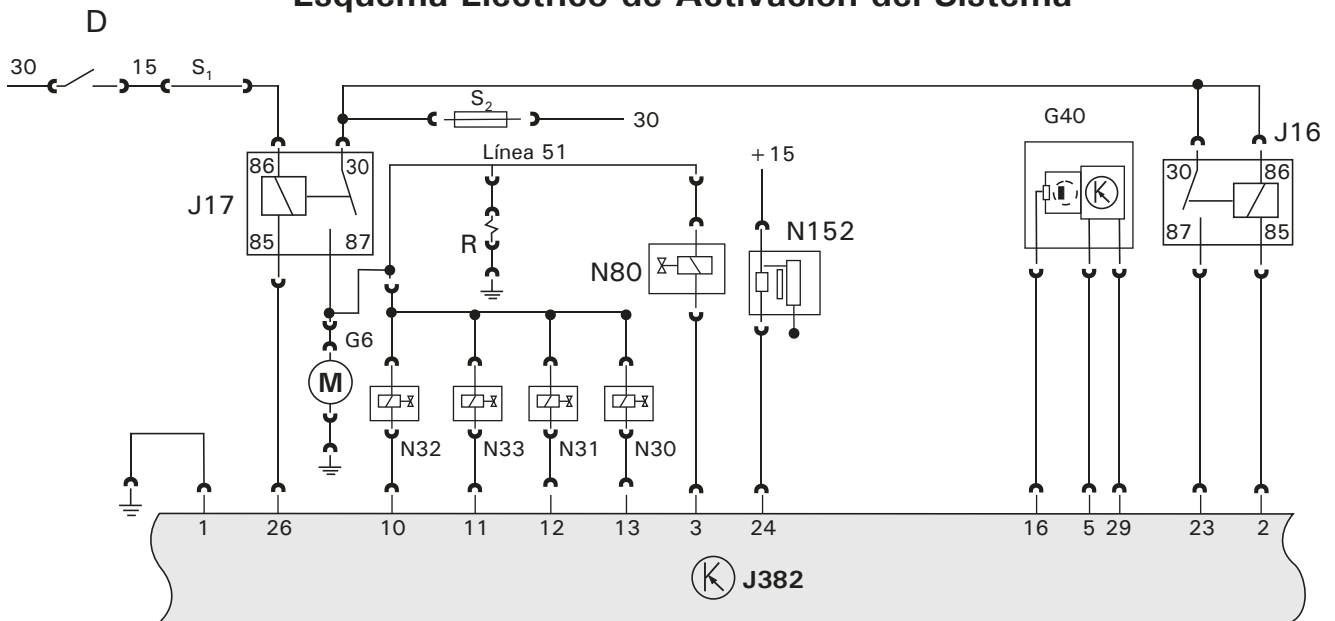 Esquema Eléctrico de Activación del Sistema
D
30 15 S1
S2
30
G40
J16
Línea 51
+15
86 30
J17
85 87
R
N80
N152
30 86
87 85
G6
M
N32 N33 N31 N30
1 26 10 11 12 13 3 24 16 5 29 23 2
J382